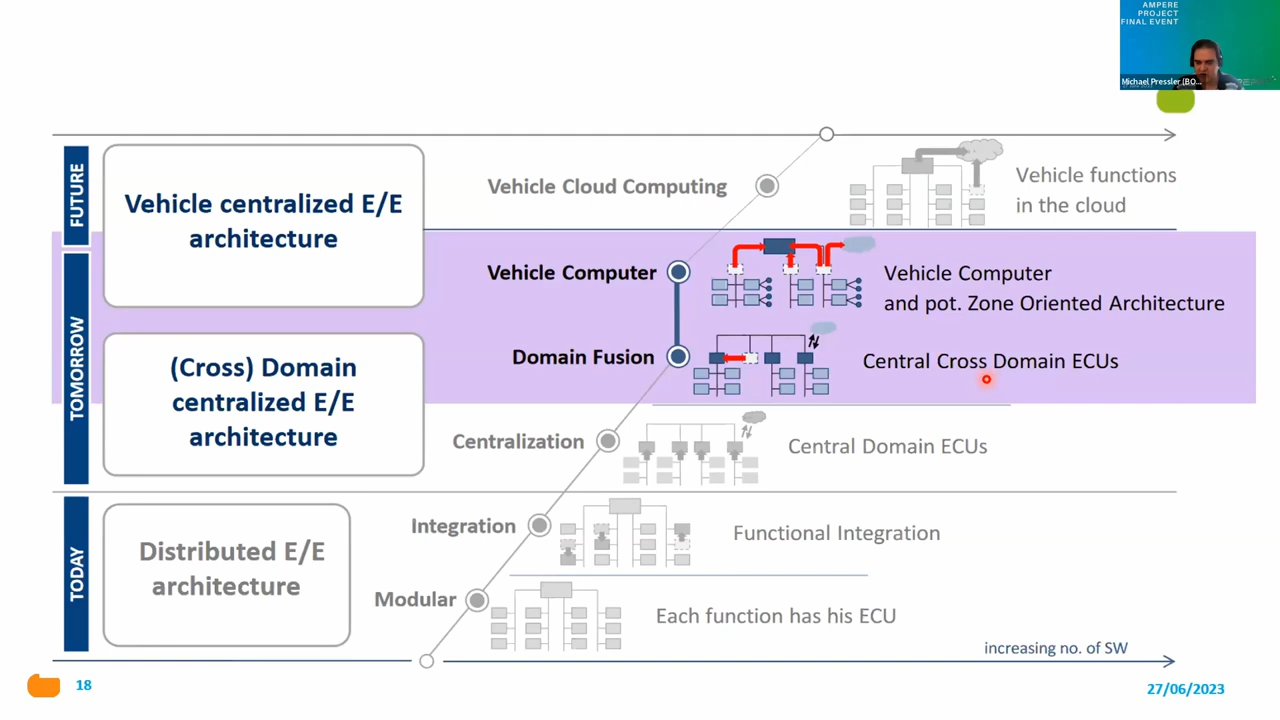 AMPERE
PROJECT
FINAL EVENT
Michael Pressler (BO...
FUTURE
Vehicle centralized E/E
architecture
Vehicle Cloud Computing
Vehicle functions
in the cloud
TOMORROW
Vehicle Computer
Vehicle Computer
and pot. Zone Oriented Architecture
(Cross) Domain
centralized E/E
architecture
Domain Fusion
Central Cross Domain ECUs
Centralization
Central Domain ECUs
TODAY
Distributed E/E
architecture
Integration
Functional Integration
Modular
Each function has his ECU
increasing no. of SW
18
27/06/2023